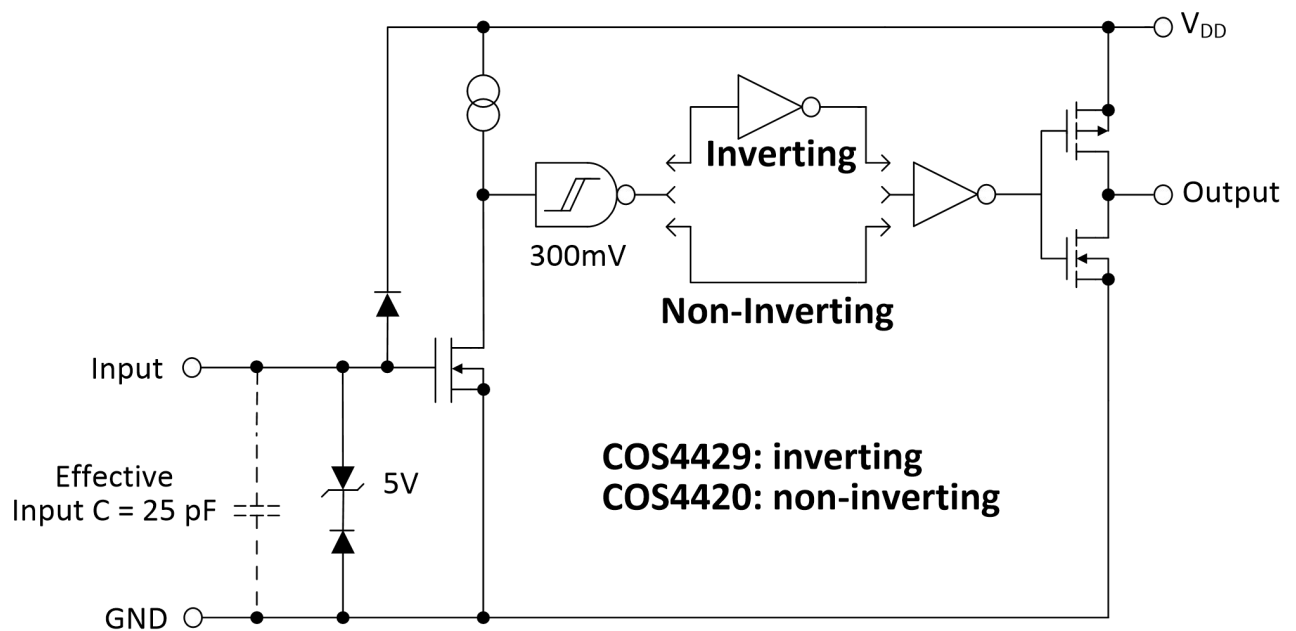 V_DD
Inverting
Output
300mV
Non-Inverting
Input
COS4429: inverting
COS4420: non-inverting
Effective
Input C = 25 pF
5V
GND